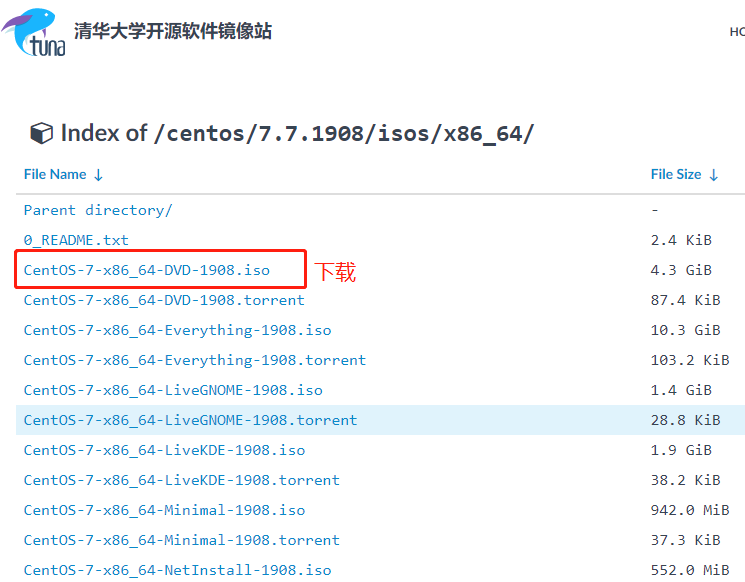 tuna 清华大学开源软件镜像站 HO
Index of /centos/7.7.1908/isos/x86_64/
File Name ↓ File Size ↓
Parent directory/ -
0_README.txt 2.4 KiB
CentOS-7-x86_64-DVD-1908.iso 下载 4.3 GiB
CentOS-7-x86_64-DVD-1908.torrent 87.4 KiB
CentOS-7-x86_64-Everything-1908.iso 10.3 GiB
CentOS-7-x86_64-Everything-1908.torrent 103.2 KiB
CentOS-7-x86_64-LiveGNOME-1908.iso 1.4 GiB
CentOS-7-x86_64-LiveGNOME-1908.torrent 28.8 KiB
CentOS-7-x86_64-LiveKDE-1908.iso 1.9 GiB
CentOS-7-x86_64-LiveKDE-1908.torrent 38.2 KiB
CentOS-7-x86_64-Minimal-1908.iso 942.0 MiB
CentOS-7-x86_64-Minimal-1908.torrent 37.3 KiB
CentOS-7-x86_64-NetInstall-1908.iso 552.0 MiB